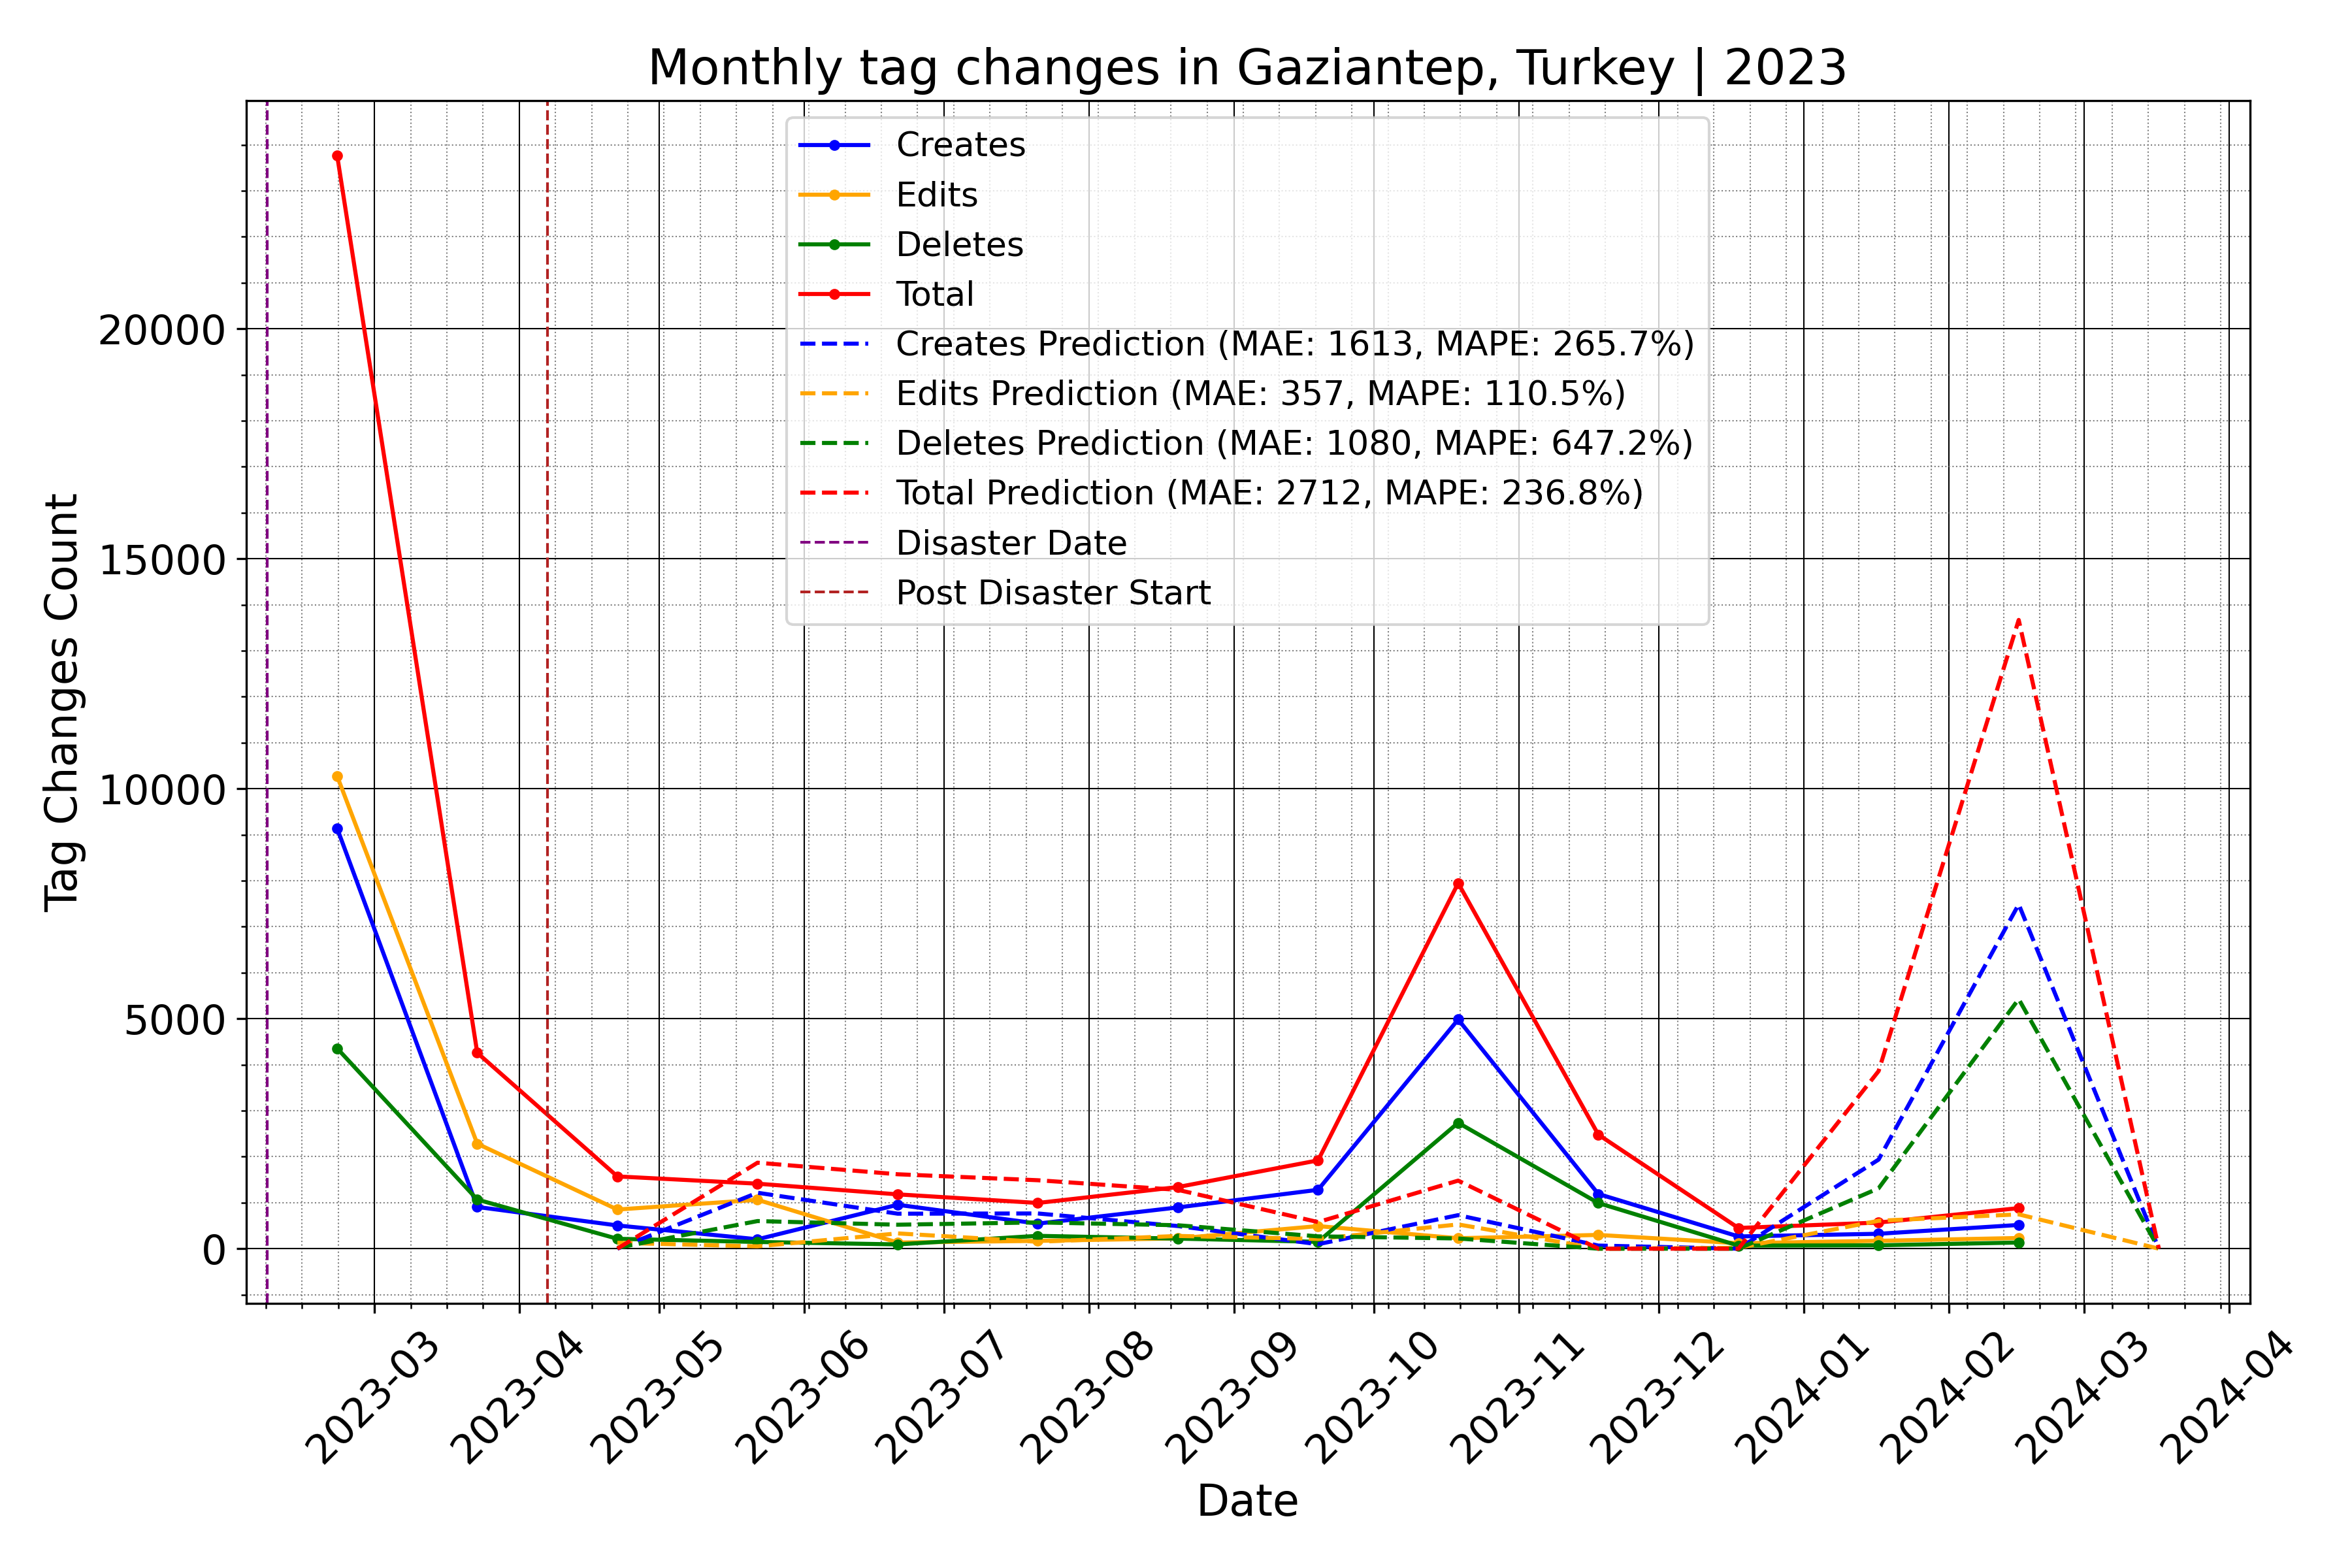 Monthly tag changes in Gaziantep, Turkey | 2023
Creates
Edits
Deletes
Total
Creates Prediction (MAE: 1613, MAPE: 265.7%)
Edits Prediction (MAE: 357, MAPE: 110.5%)
Deletes Prediction (MAE: 1080, MAPE: 647.2%)
Total Prediction (MAE: 2712, MAPE: 236.8%)
Disaster Date
Post Disaster Start
Tag Changes Count
20000
15000
10000
5000
0
2023-03
2023-04
2023-05
2023-06
2023-07
2023-08
2023-09
2023-10
2023-11
2023-12
2024-01
2024-02
2024-03
2024-04
Date